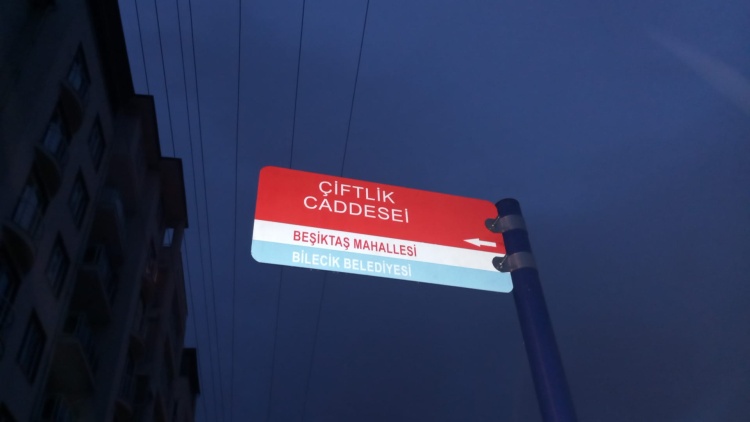 ÇİFTLİK
CADDESEİ
BEŞİKTAŞ MAHALLESİ
BİLECİK BELEDİYESİ